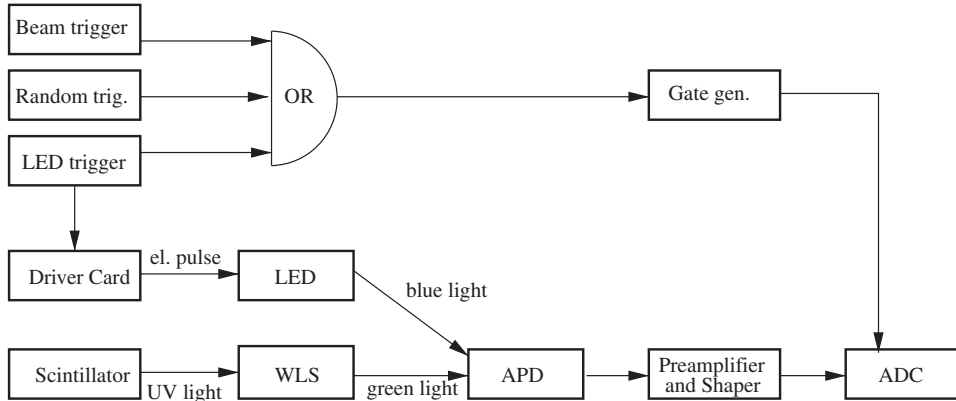 Beam trigger
Random trig.
OR
Gate gen.
LED trigger
Driver Card
el. pulse
LED
blue light
Scintillator
UV light
WLS
green light
APD
Preamplifier
and Shaper
ADC